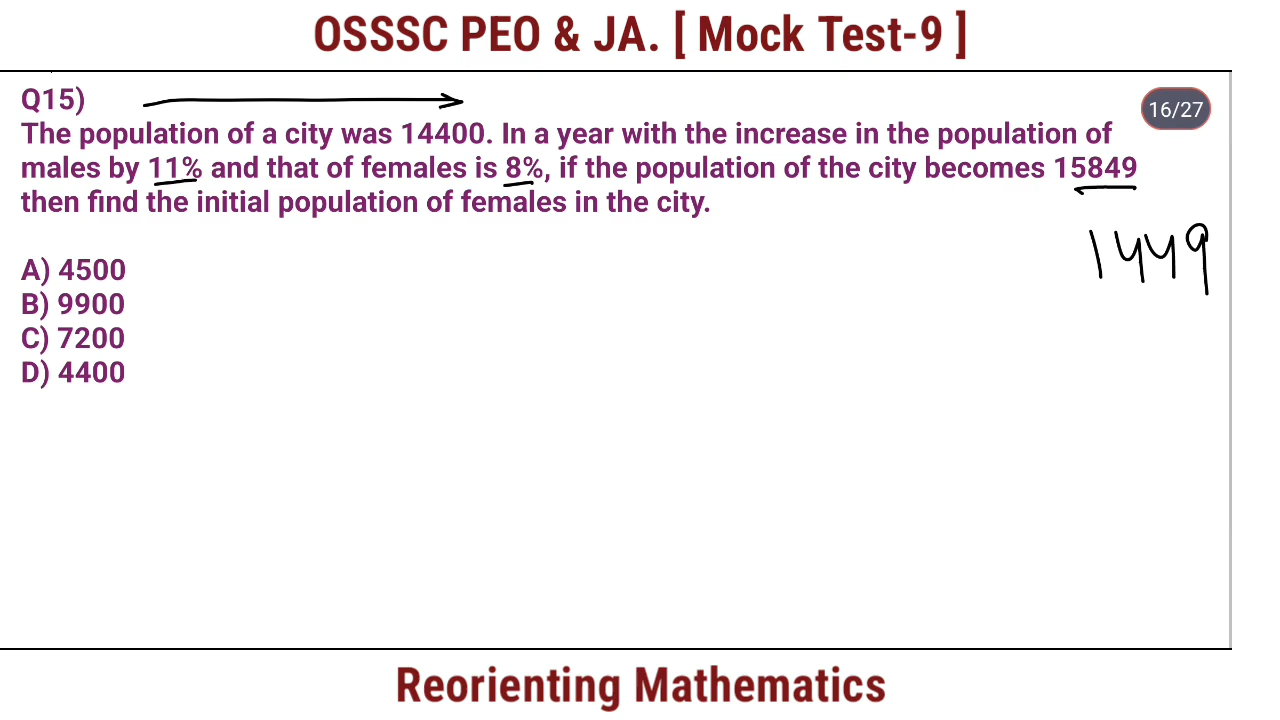 OSSSC PEO & JA. [ Mock Test-9 ]
Q15)
16/27
The population of a city was 14400. In a year with the increase in the population of
males by 11% and that of females is 8%, if the population of the city becomes 15849
then find the initial population of females in the city.
1449
A) 4500
B) 9900
C) 7200
D) 4400
Reorienting Mathematics